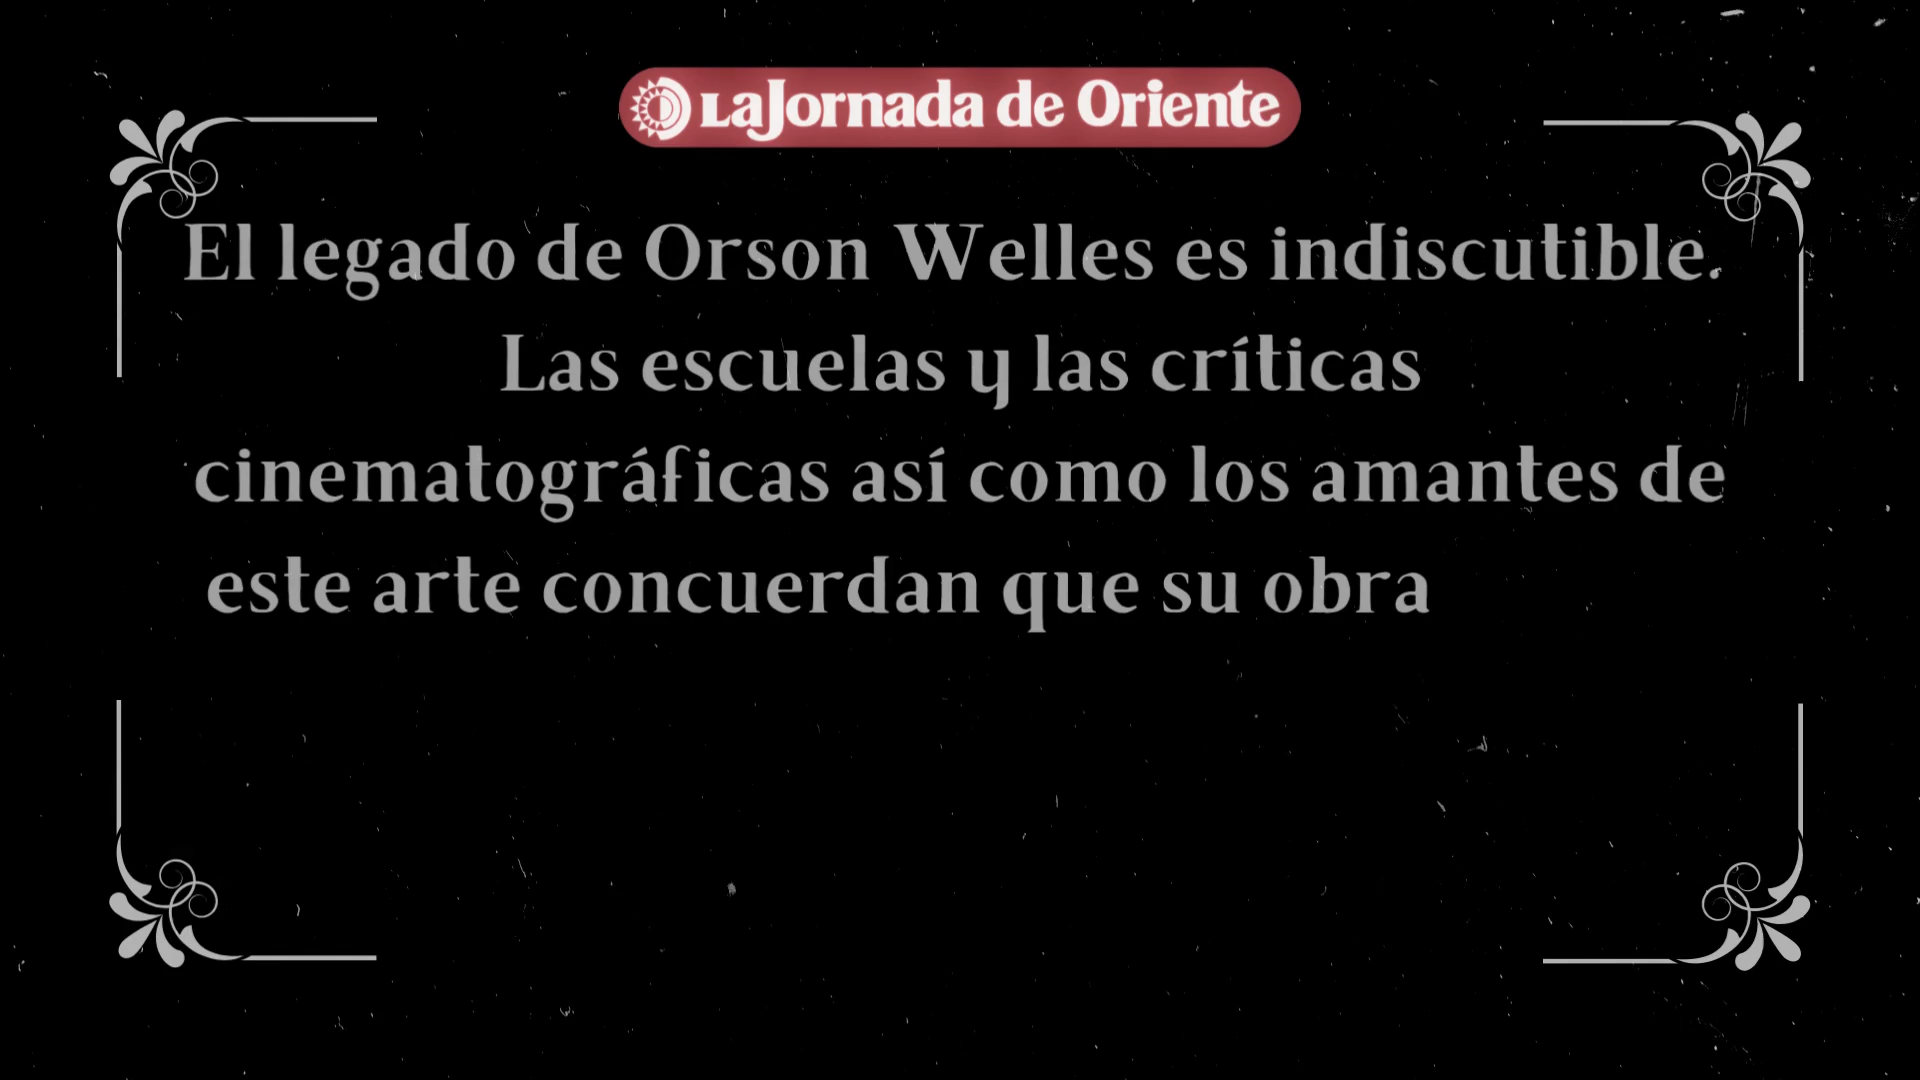 LaJornada de Oriente
El legado de Orson Welles es indiscutible.
Las escuelas y las críticas
cinematográficas así como los amantes de
este arte concuerdan que su obra